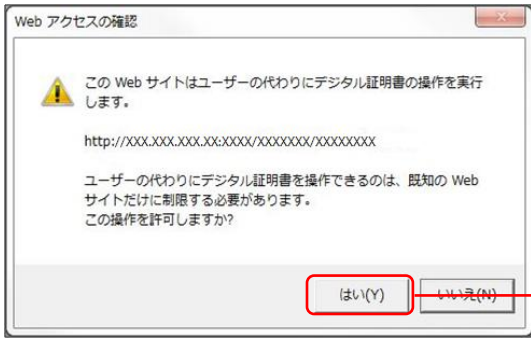 Web アクセスの確認
この Web サイトはユーザーの代わりにデジタル証明書の操作を実行
します。
http://XXX.XXX.XXX.XX:XXXX/XXXXXXX/XXXXXXXX
ユーザーの代わりにデジタル証明書を操作できるのは、既知の Web
サイトだけに制限する必要があります。
この操作を許可しますか?
はい(Y)
いいえ(N)